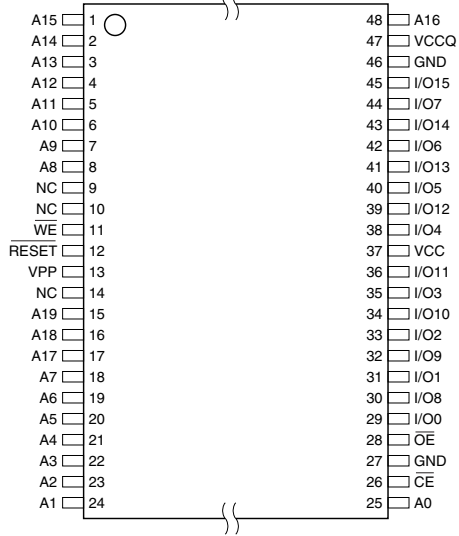 A15 1 48 A16
A14 2 47 VCCQ
A13 3 46 GND
A12 4 45 I/O15
A11 5 44 I/O7
A10 6 43 I/O14
A9 7 42 I/O6
A8 8 41 I/O13
NC 9 40 I/O5
NC 10 39 I/O12
WE 11 38 I/O4
RESET 12 37 VCC
VPP 13 36 I/O11
NC 14 35 I/O3
A19 15 34 I/O10
A18 16 33 I/O2
A17 17 32 I/O9
A7 18 31 I/O1
A6 19 30 I/O8
A5 20 29 I/O0
A4 21 28 OE
A3 22 27 GND
A2 23 26 CE
A1 24 25 A0